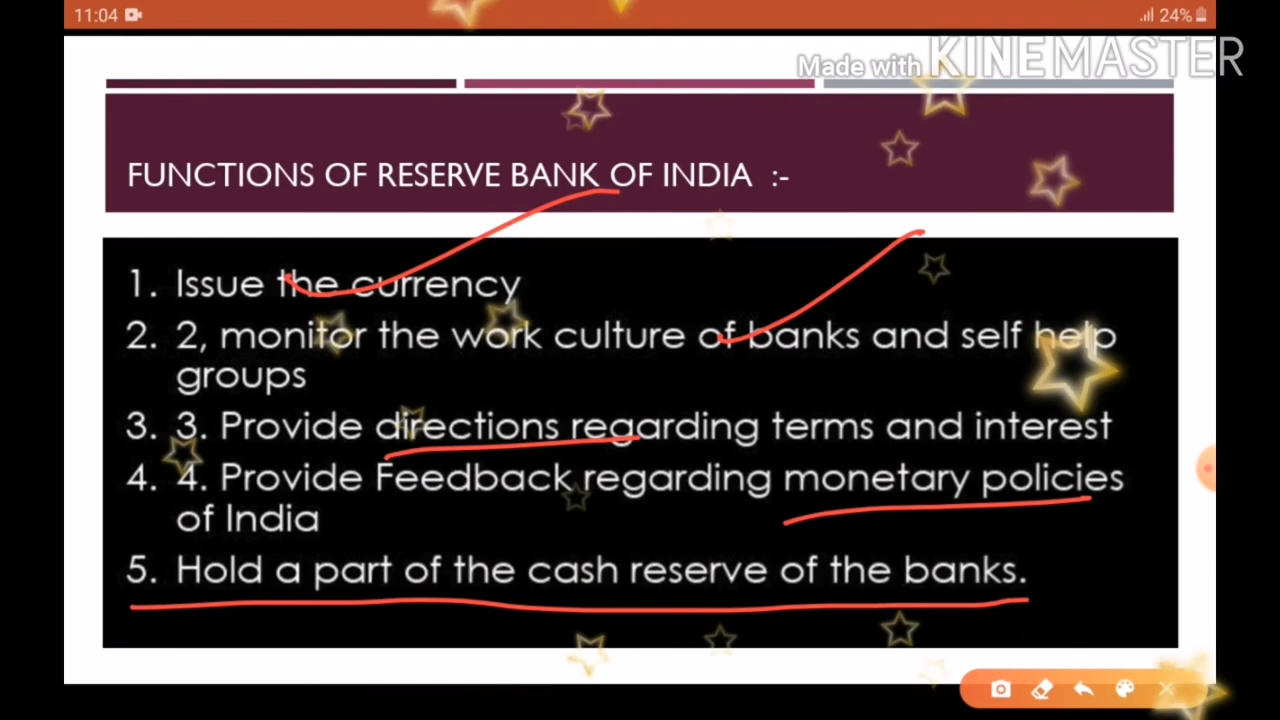 11:04
24%
Made with KINEMASTER
FUNCTIONS OF RESERVE BANK OF INDIA :-
1. Issue the currency
2. 2, monitor the work culture of banks and self help
groups
3. 3. Provide directions regarding terms and interest
4. 4. Provide Feedback regarding monetary policies
of India
5. Hold a part of the cash reserve of the banks.